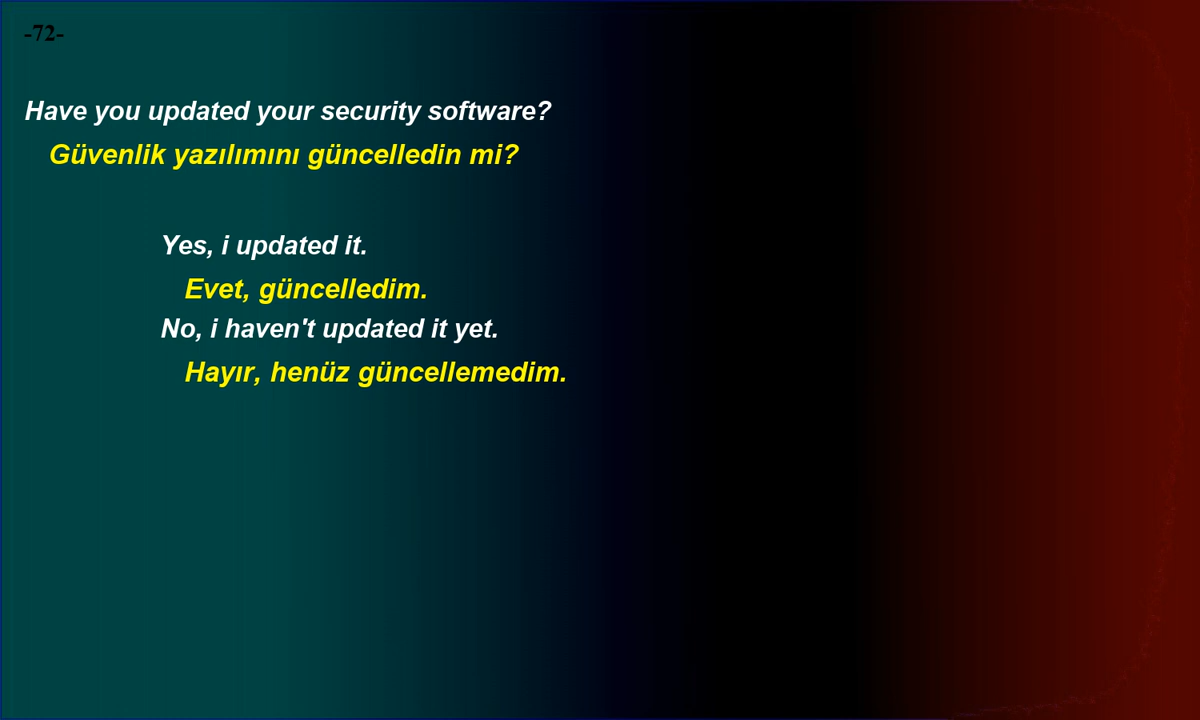 -72-
Have you updated your security software?
Güvenlik yazılımını güncelledin mi?
Yes, i updated it.
Evet, güncelledim.
No, i haven't updated it yet.
Hayır, henüz güncellemedim.